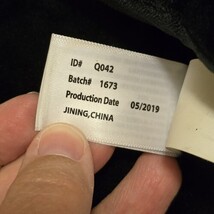 ID# Q042
Batch# 1673
Production Date 05/2019
JINING,CHINA